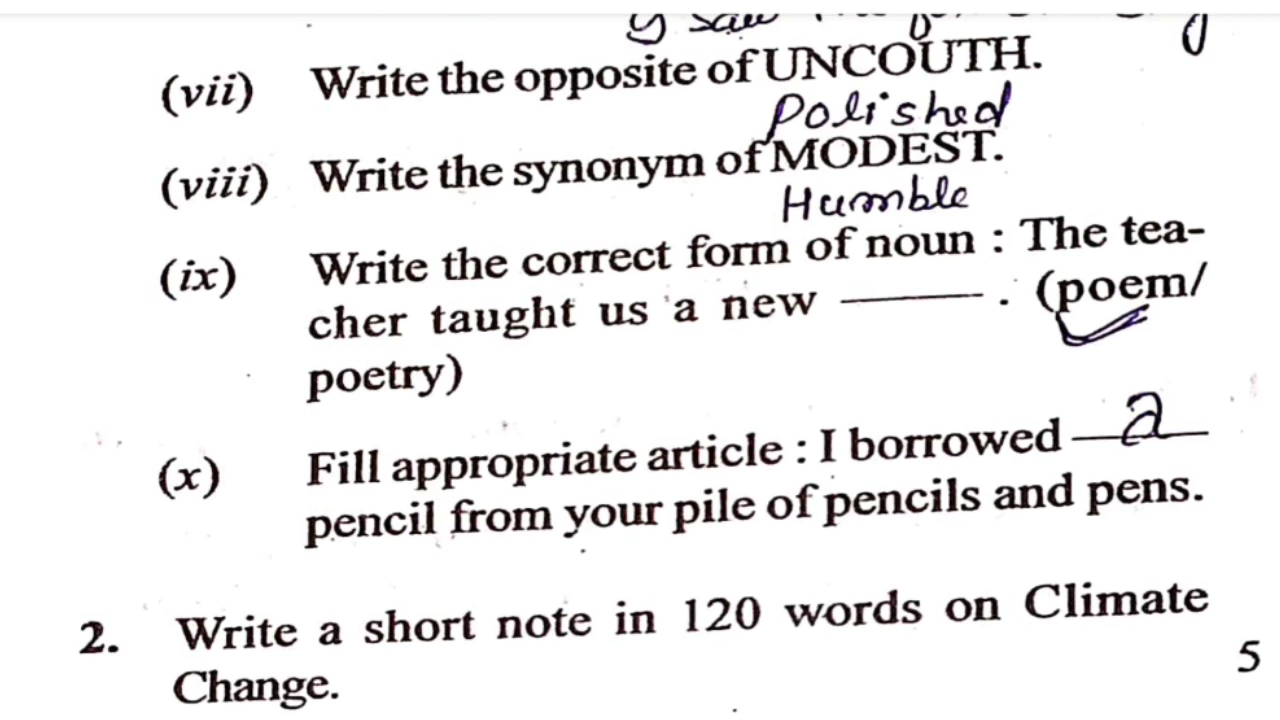 y saw
(vii) Write the opposite of UNCOUTH.
Polished
(viii) Write the synonym of MODEST.
Humble
(ix) Write the correct form of noun : The tea-
cher taught us a new ——— . (poem/
poetry)
(x) Fill appropriate article : I borrowed —a—
pencil from your pile of pencils and pens.
2. Write a short note in 120 words on Climate
Change. 5